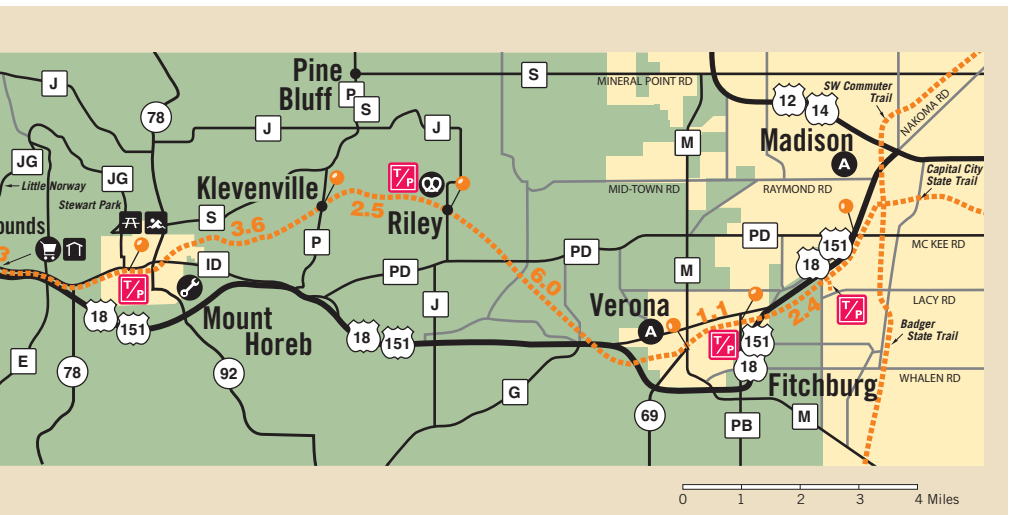 Pine
Bluff
J
S
P
S
MINERAL POINT RD
12
14
SW Commuter
Trail
NAKOMA RD
78
J
J
M
Madison
A
JG
Little Norway
JG
Stewart Park
Klevenville
T/P
MID-TOWN RD
RAYMOND RD
Capital City
State Trail
ounds
S
3.6
2.5
Riley
P
PD
PD
151
MC KEE RD
3
ID
PD
6.0
M
18
T/P
Mount
Horeb
18
151
J
Verona
A
1.1
2.4
T/P
LACY RD
Badger
State Trail
18
151
T/P
151
18
Fitchburg
WHALEN RD
E
78
92
G
69
PB
M
0 1 2 3 4 Miles